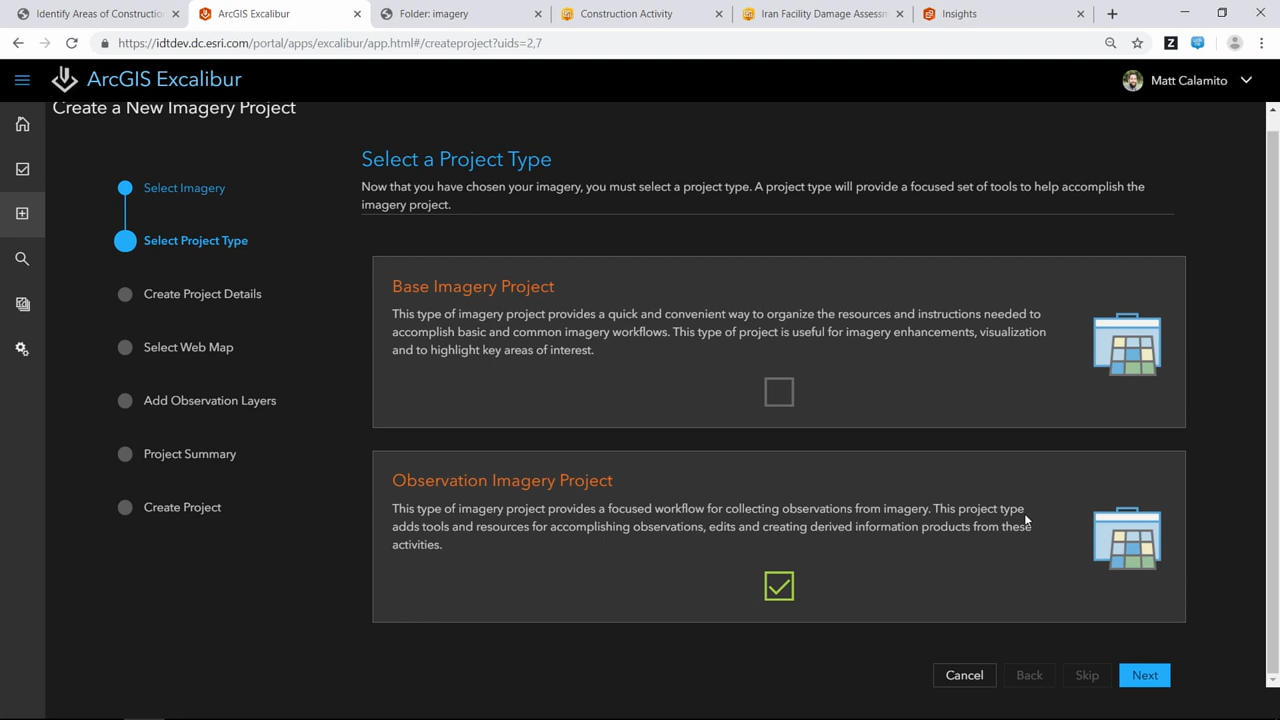 Identify Areas of Construction
ArcGIS Excalibur
Folder: imagery
Construction Activity
Iran Facility Damage Assessm
Insights
https://idtdev.dc.esri.com/portal/apps/excalibur/app.html#/createproject?uids=2,7
Z
ArcGIS Excalibur
Matt Calamito
Create a New Imagery Project
Select Imagery
Select Project Type
Create Project Details
Select Web Map
Add Observation Layers
Project Summary
Create Project
Select a Project Type
Now that you have chosen your imagery, you must select a project type. A project type will provide a focused set of tools to help accomplish the
imagery project.
Base Imagery Project
This type of imagery project provides a quick and convenient way to organize the resources and instructions needed to
accomplish basic and common imagery workflows. This type of project is useful for imagery enhancements, visualization
and to highlight key areas of interest.
Observation Imagery Project
This type of imagery project provides a focused workflow for collecting observations from imagery. This project type
adds tools and resources for accomplishing observations, edits and creating derived information products from these
activities.
Cancel
Back
Skip
Next